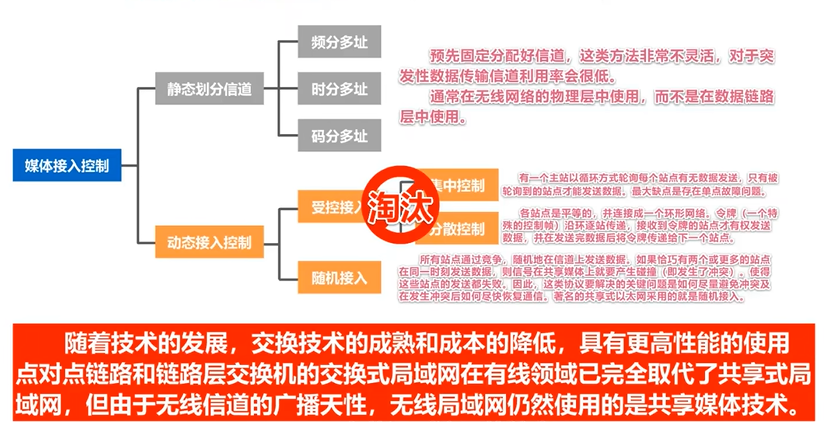 频分多址
预先固定分配好信道，这类方法非常不灵活，对于突
发性数据传输信道利用率会很低。
静态划分信道
时分多址
通常在无线网络的物理层中使用，而不是在数据链路
层中使用。
码分多址
媒体接入控制
集中控制
有一个主站以循环方式轮询每个站点有无数据发送，只有被
轮询到的站点才能发送数据。最大缺点是存在单点故障问题。
受控接入
淘汰
分散控制
各站点是平等的，并连接成一个环形网络。令牌（一个特
殊的控制帧）沿环逐站传递，接收到令牌的站点才有权发送
数据，并在发送完数据后将令牌传递给下一个站点。
动态接入控制
随机接入
所有站点通过竞争，随机地在信道上发送数据。如果恰巧有两个或更多的站点
在同一时刻发送数据，则信号在共享媒体上就要产生碰撞（即发生了冲突），使得
这些站点的发送都失败。因此，这类协议要解决的关键问题是如何尽量避免冲突及
在发生冲突后如何尽快恢复通信。著名的共享式以太网采用的就是随机接入。
随着技术的发展，交换技术的成熟和成本的降低，具有更高性能的使用
点对点链路和链路层交换机的交换式局域网在有线领域已完全取代了共享式局
域网，但由于无线信道的广播天性，无线局域网仍然使用的是共享媒体技术。